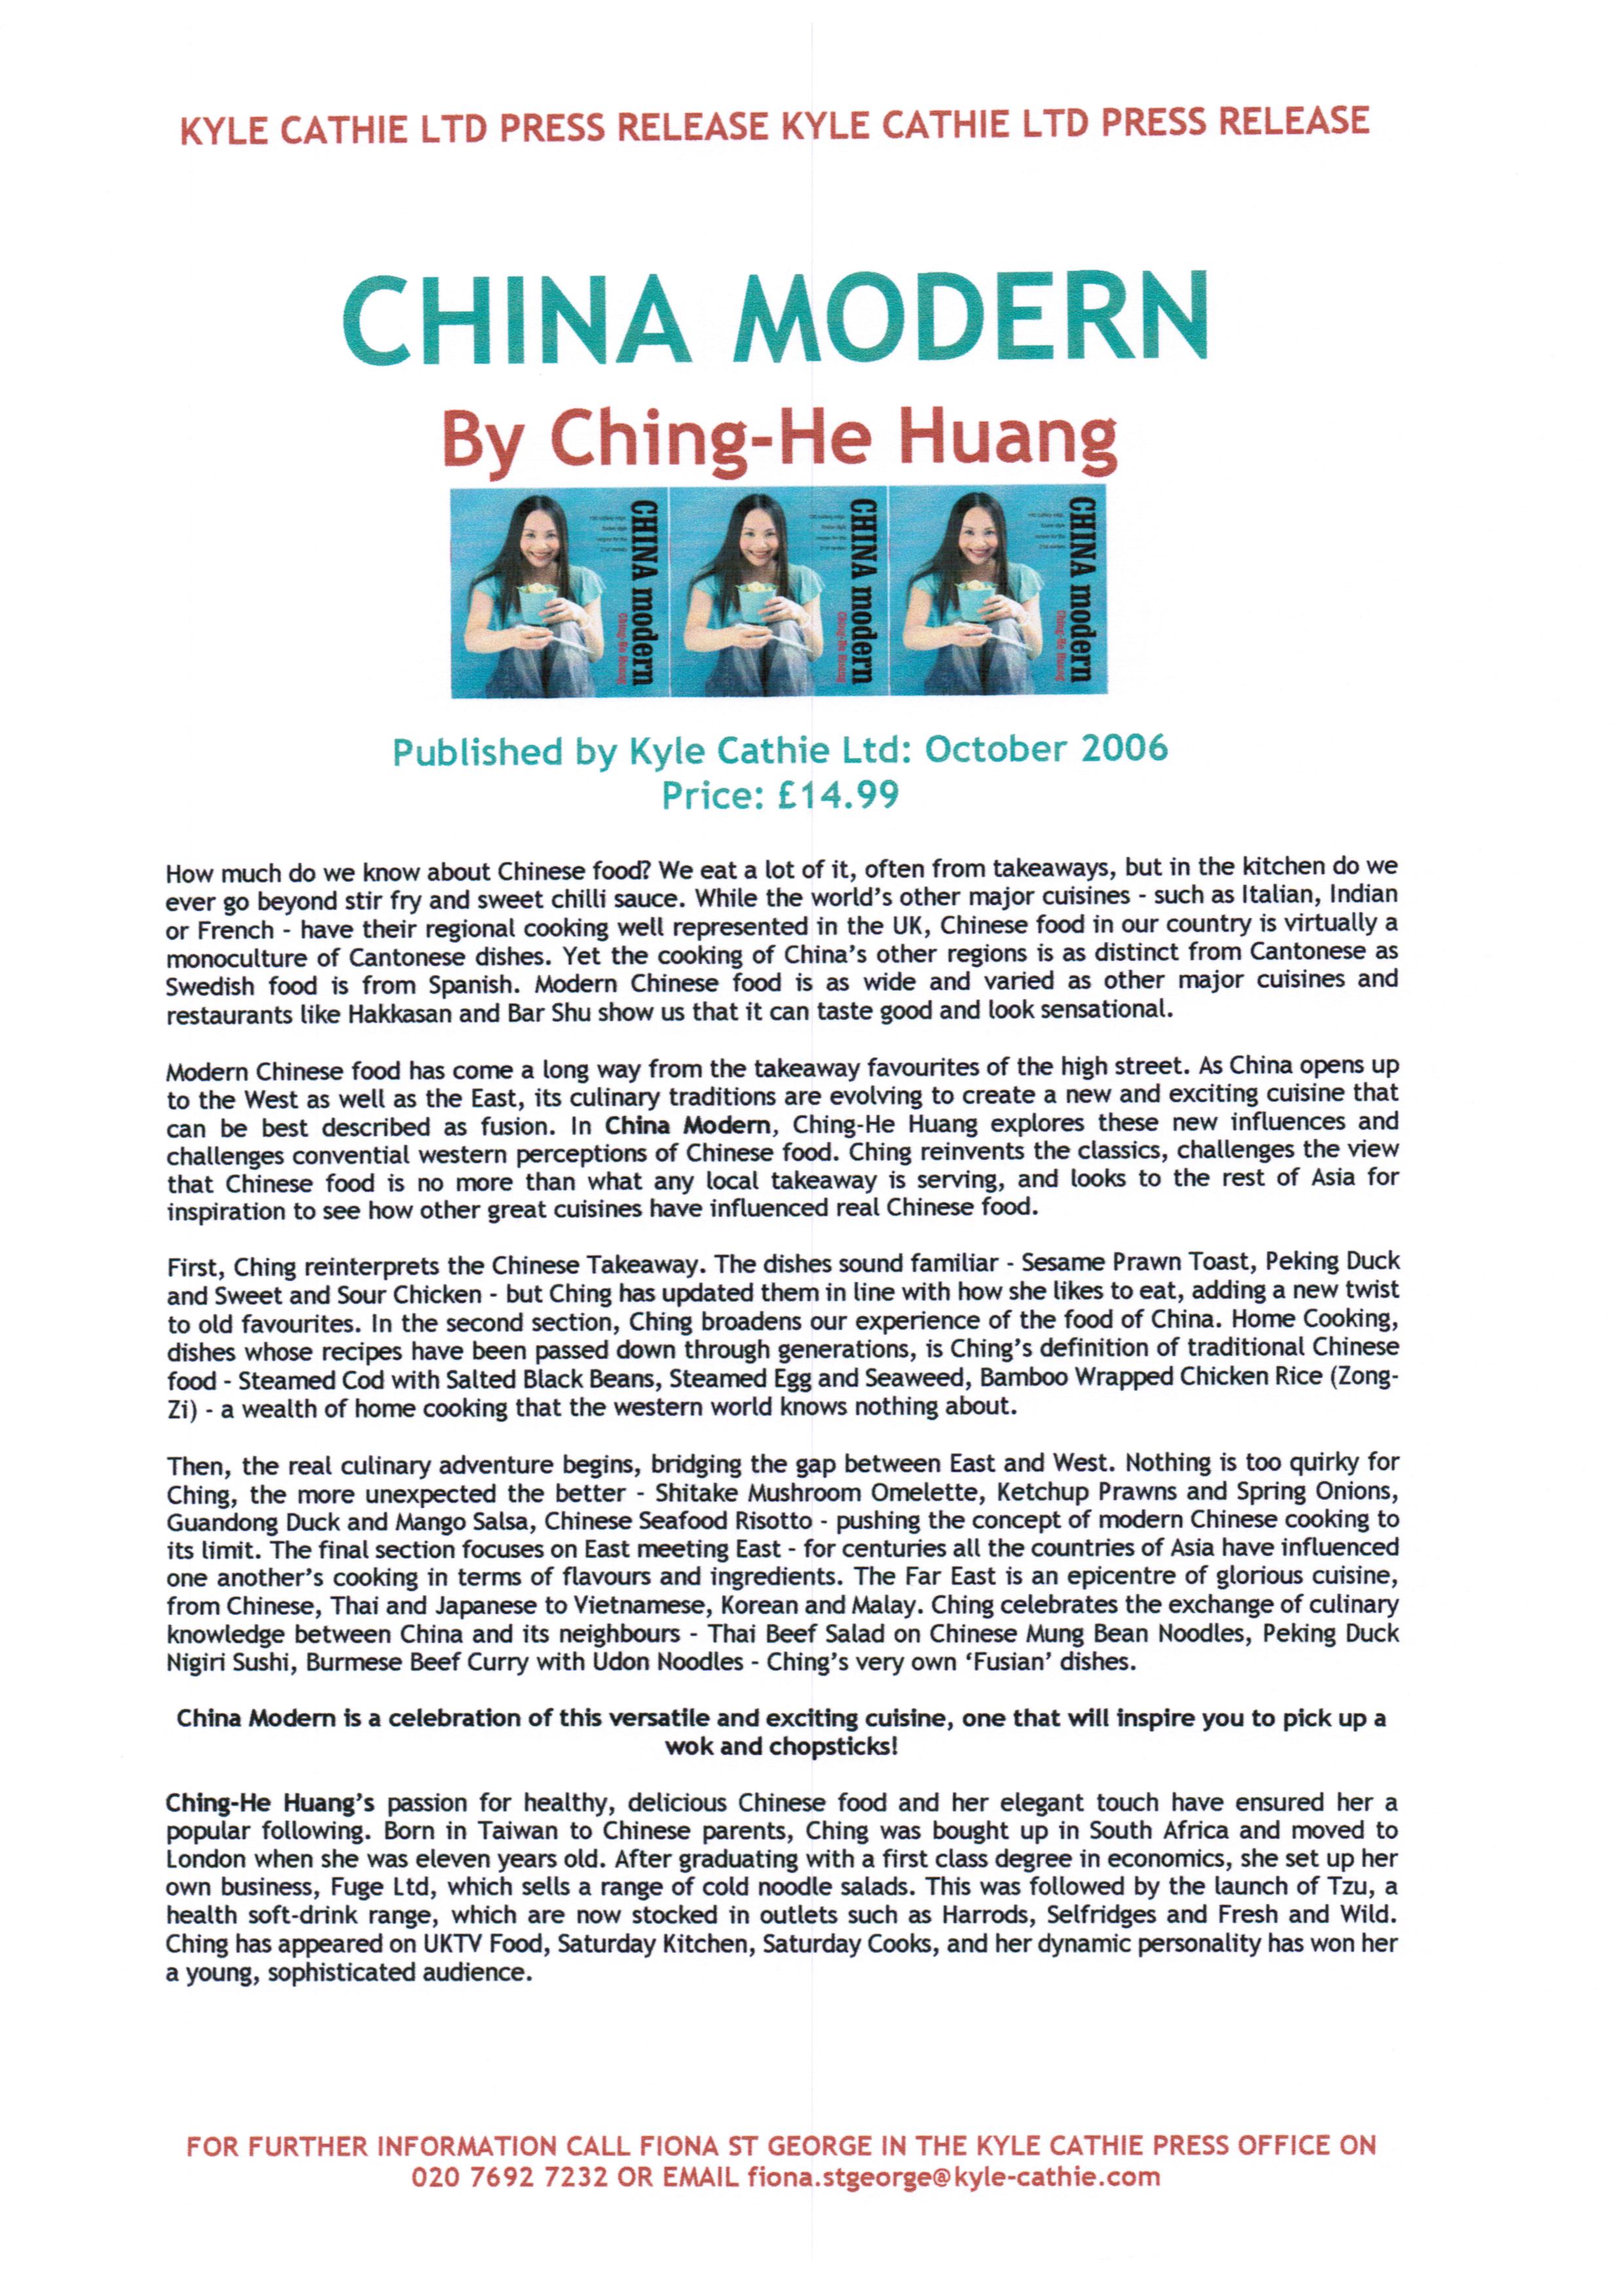 KYLE CATHIE LTD PRESS RELEASE KYLE CATHIE LTD PRESS RELEASE
CHINA MODERN
By Ching-He Huang
CHINA modern
Ching-He Huang
CHINA modern
Ching-He Huang
CHINA modern
Ching-He Huang
Published by Kyle Cathie Ltd: October 2006
Price: £14.99
How much do we know about Chinese food? We eat a lot of it, often from takeaways, but in the kitchen do we
ever go beyond stir fry and sweet chilli sauce. While the world's other major cuisines - such as Italian, Indian
or French - have their regional cooking well represented in the UK, Chinese food in our country is virtually a
monoculture of Cantonese dishes. Yet the cooking of China's other regions is as distinct from Cantonese as
Swedish food is from Spanish. Modern Chinese food is as wide and varied as other major cuisines and
restaurants like Hakkasan and Bar Shu show us that it can taste good and look sensational.
Modern Chinese food has come a long way from the takeaway favourites of the high street. As China opens up
to the West as well as the East, its culinary traditions are evolving to create a new and exciting cuisine that
can be best described as fusion. In China Modern, Ching-He Huang explores these new influences and
challenges convential western perceptions of Chinese food. Ching reinvents the classics, challenges the view
that Chinese food is no more than what any local takeaway is serving, and looks to the rest of Asia for
inspiration to see how other great cuisines have influenced real Chinese food.
First, Ching reinterprets the Chinese Takeaway. The dishes sound familiar - Sesame Prawn Toast, Peking Duck
and Sweet and Sour Chicken - but Ching has updated them in line with how she likes to eat, adding a new twist
to old favourites. In the second section, Ching broadens our experience of the food of China. Home Cooking,
dishes whose recipes have been passed down through generations, is Ching's definition of traditional Chinese
food - Steamed Cod with Salted Black Beans, Steamed Egg and Seaweed, Bamboo Wrapped Chicken Rice (Zong-
Zi) - a wealth of home cooking that the western world knows nothing about.
Then, the real culinary adventure begins, bridging the gap between East and West. Nothing is too quirky for
Ching, the more unexpected the better - Shitake Mushroom Omelette, Ketchup Prawns and Spring Onions,
Guandong Duck and Mango Salsa, Chinese Seafood Risotto - pushing the concept of modern Chinese cooking to
its limit. The final section focuses on East meeting East - for centuries all the countries of Asia have influenced
one another's cooking in terms of flavours and ingredients. The Far East is an epicentre of glorious cuisine,
from Chinese, Thai and Japanese to Vietnamese, Korean and Malay. Ching celebrates the exchange of culinary
knowledge between China and its neighbours - Thai Beef Salad on Chinese Mung Bean Noodles, Peking Duck
Nigiri Sushi, Burmese Beef Curry with Udon Noodles - Ching's very own 'Fusian' dishes.
China Modern is a celebration of this versatile and exciting cuisine, one that will inspire you to pick up a
wok and chopsticks!
Ching-He Huang's passion for healthy, delicious Chinese food and her elegant touch have ensured her a
popular following. Born in Taiwan to Chinese parents, Ching was bought up in South Africa and moved to
London when she was eleven years old. After graduating with a first class degree in economics, she set up her
own business, Fuge Ltd, which sells a range of cold noodle salads. This was followed by the launch of Tzu, a
health soft-drink range, which are now stocked in outlets such as Harrods, Selfridges and Fresh and Wild.
Ching has appeared on UKTV Food, Saturday Kitchen, Saturday Cooks, and her dynamic personality has won her
a young, sophisticated audience.
FOR FURTHER INFORMATION CALL FIONA ST GEORGE IN THE KYLE CATHIE PRESS OFFICE ON
020 7692 7232 OR EMAIL fiona.stgeorge@kyle-cathie.com